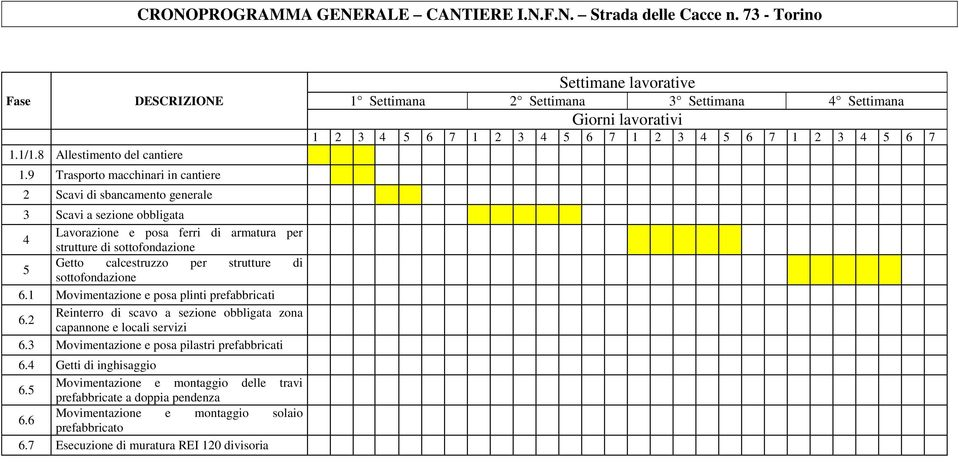 CRONOPROGRAMMA GENERALE CANTIERE I.N.F.N. Strada delle Cacce n. 73 - Torino
Settimane lavorative
Fase DESCRIZIONE 1° Settimana 2° Settimana 3° Settimana 4° Settimana
Giorni lavorativi
1 2 3 4 5 6 7 1 2 3 4 5 6 7 1 2 3 4 5 6 7 1 2 3 4 5 6 7
1.1/1.8 Allestimento del cantiere
1.9 Trasporto macchinari in cantiere
2 Scavi di sbancamento generale
3 Scavi a sezione obbligata
4 Lavorazione e posa ferri di armatura per
strutture di sottofondazione
5 Getto calcestruzzo per strutture di
sottofondazione
6.1 Movimentazione e posa plinti prefabbricati
6.2 Reinterro di scavo a sezione obbligata zona
capannone e locali servizi
6.3 Movimentazione e posa pilastri prefabbricati
6.4 Getti di inghisaggio
6.5 Movimentazione e montaggio delle travi
prefabbricate a doppia pendenza
6.6 Movimentazione e montaggio solaio
prefabbricato
6.7 Esecuzione di muratura REI 120 divisoria